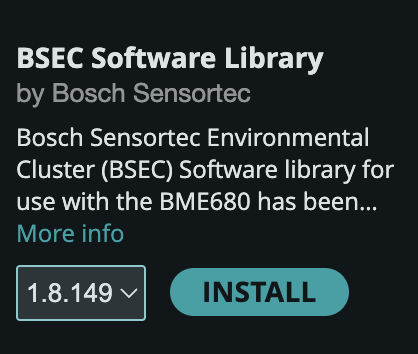 BSEC Software Library
by Bosch Sensortec
Bosch Sensortec Environmental
Cluster (BSEC) Software library for
use with the BME680 has been...
More info
1.8.149
INSTALL